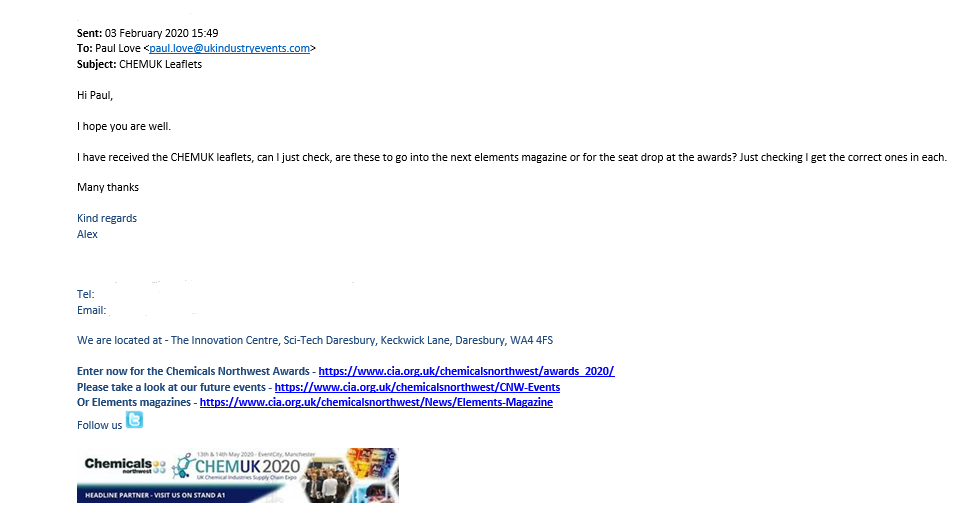 Sent: 03 February 2020 15:49
To: Paul Love <paul.love@ukindustryevents.com>
Subject: CHEMUK Leaflets
Hi Paul,
I hope you are well.
I have received the CHEMUK leaflets, can I just check, are these to go into the next elements magazine or for the seat drop at the awards? Just checking I get the correct ones in each.
Many thanks
Kind regards
Alex
Tel:
Email:
We are located at - The Innovation Centre, Sci-Tech Daresbury, Keckwick Lane, Daresbury, WA4 4FS
Enter now for the Chemicals Northwest Awards - https://www.cia.org.uk/chemicalsnorthwest/awards_2020/
Please take a look at our future events - https://www.cia.org.uk/chemicalsnorthwest/CNW-Events
Or Elements magazines - https://www.cia.org.uk/chemicalsnorthwest/News/Elements-Magazine
Follow us
13th & 14th May 2020 - EventCity, Manchester
Chemicals northwest CHEMUK 2020
UK Chemical Industries Supply Chain Expo
HEADLINE PARTNER - VISIT US ON STAND A1